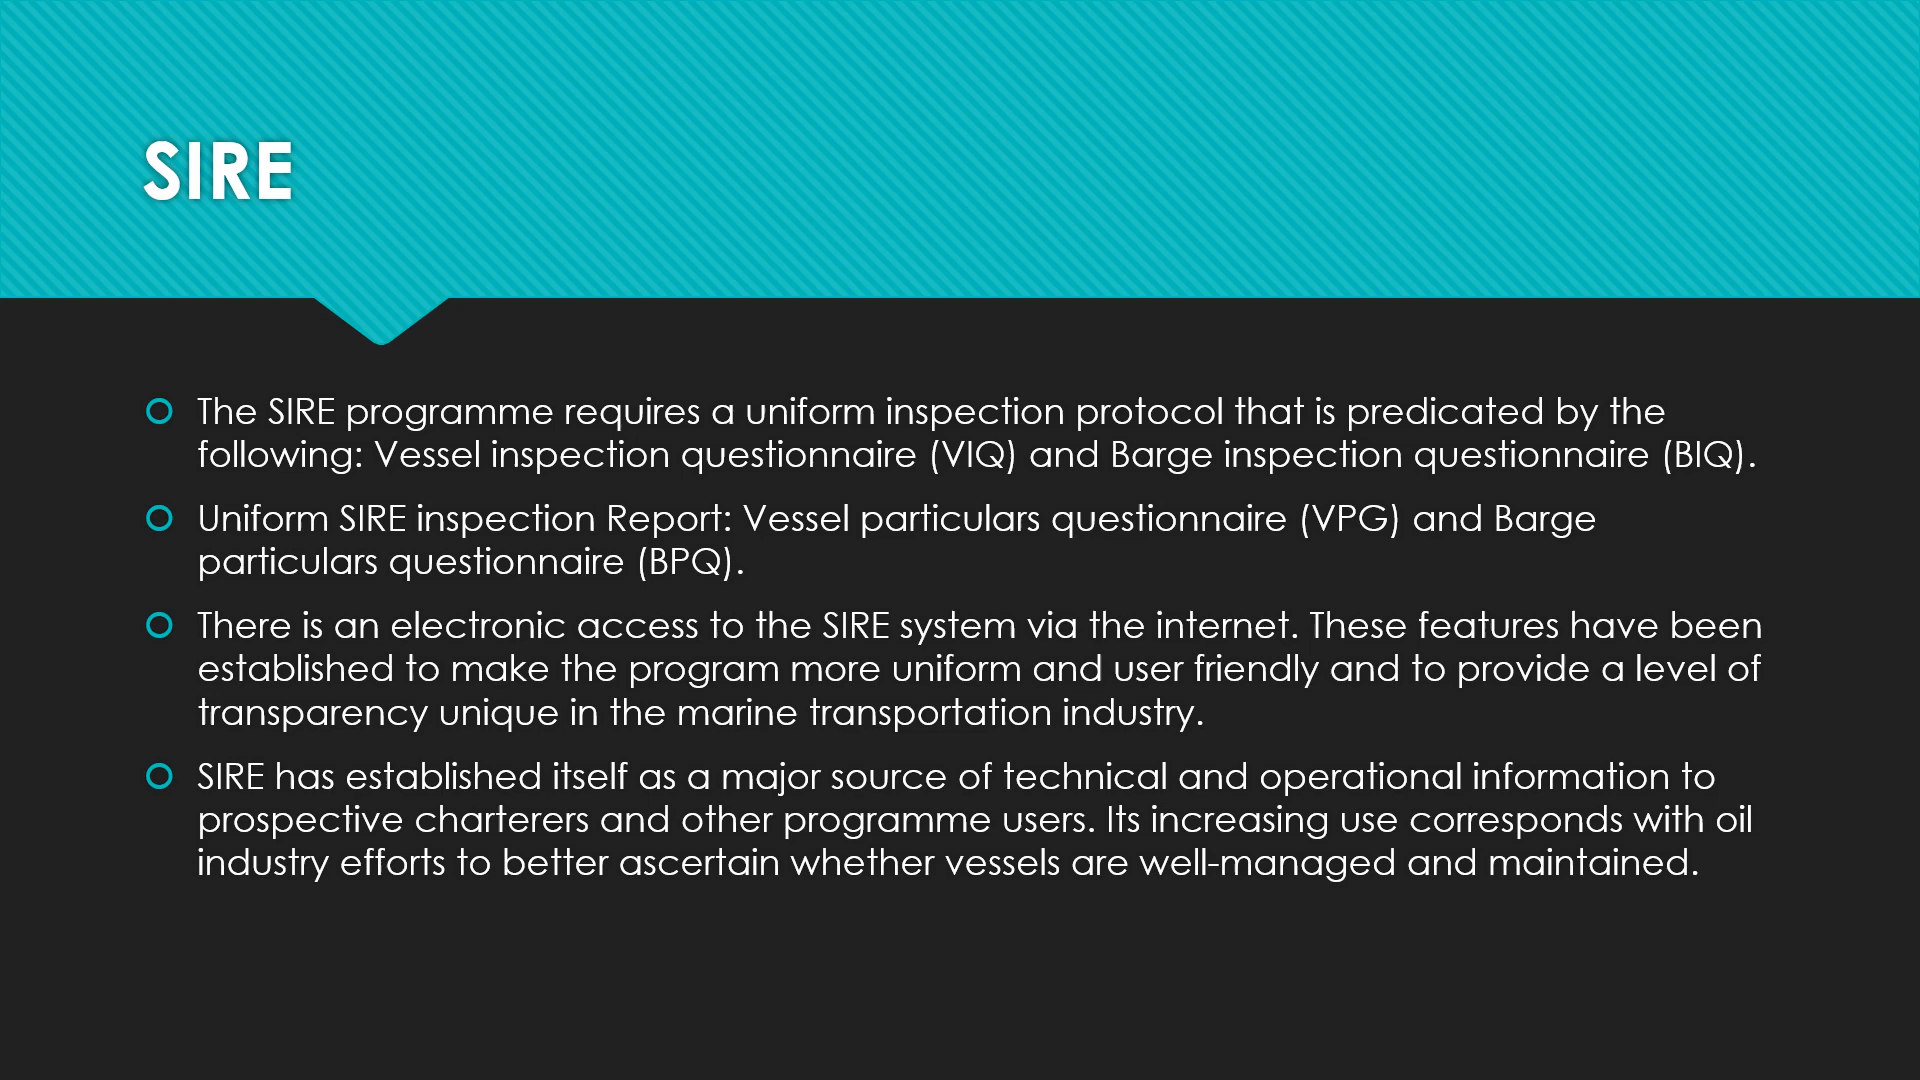 SIRE
The SIRE programme requires a uniform inspection protocol that is predicated by the
following: Vessel inspection questionnaire (VIQ) and Barge inspection questionnaire (BIQ).
Uniform SIRE inspection Report: Vessel particulars questionnaire (VPG) and Barge
particulars questionnaire (BPQ).
There is an electronic access to the SIRE system via the internet. These features have been
established to make the program more uniform and user friendly and to provide a level of
transparency unique in the marine transportation industry.
SIRE has established itself as a major source of technical and operational information to
prospective charterers and other programme users. Its increasing use corresponds with oil
industry efforts to better ascertain whether vessels are well-managed and maintained.